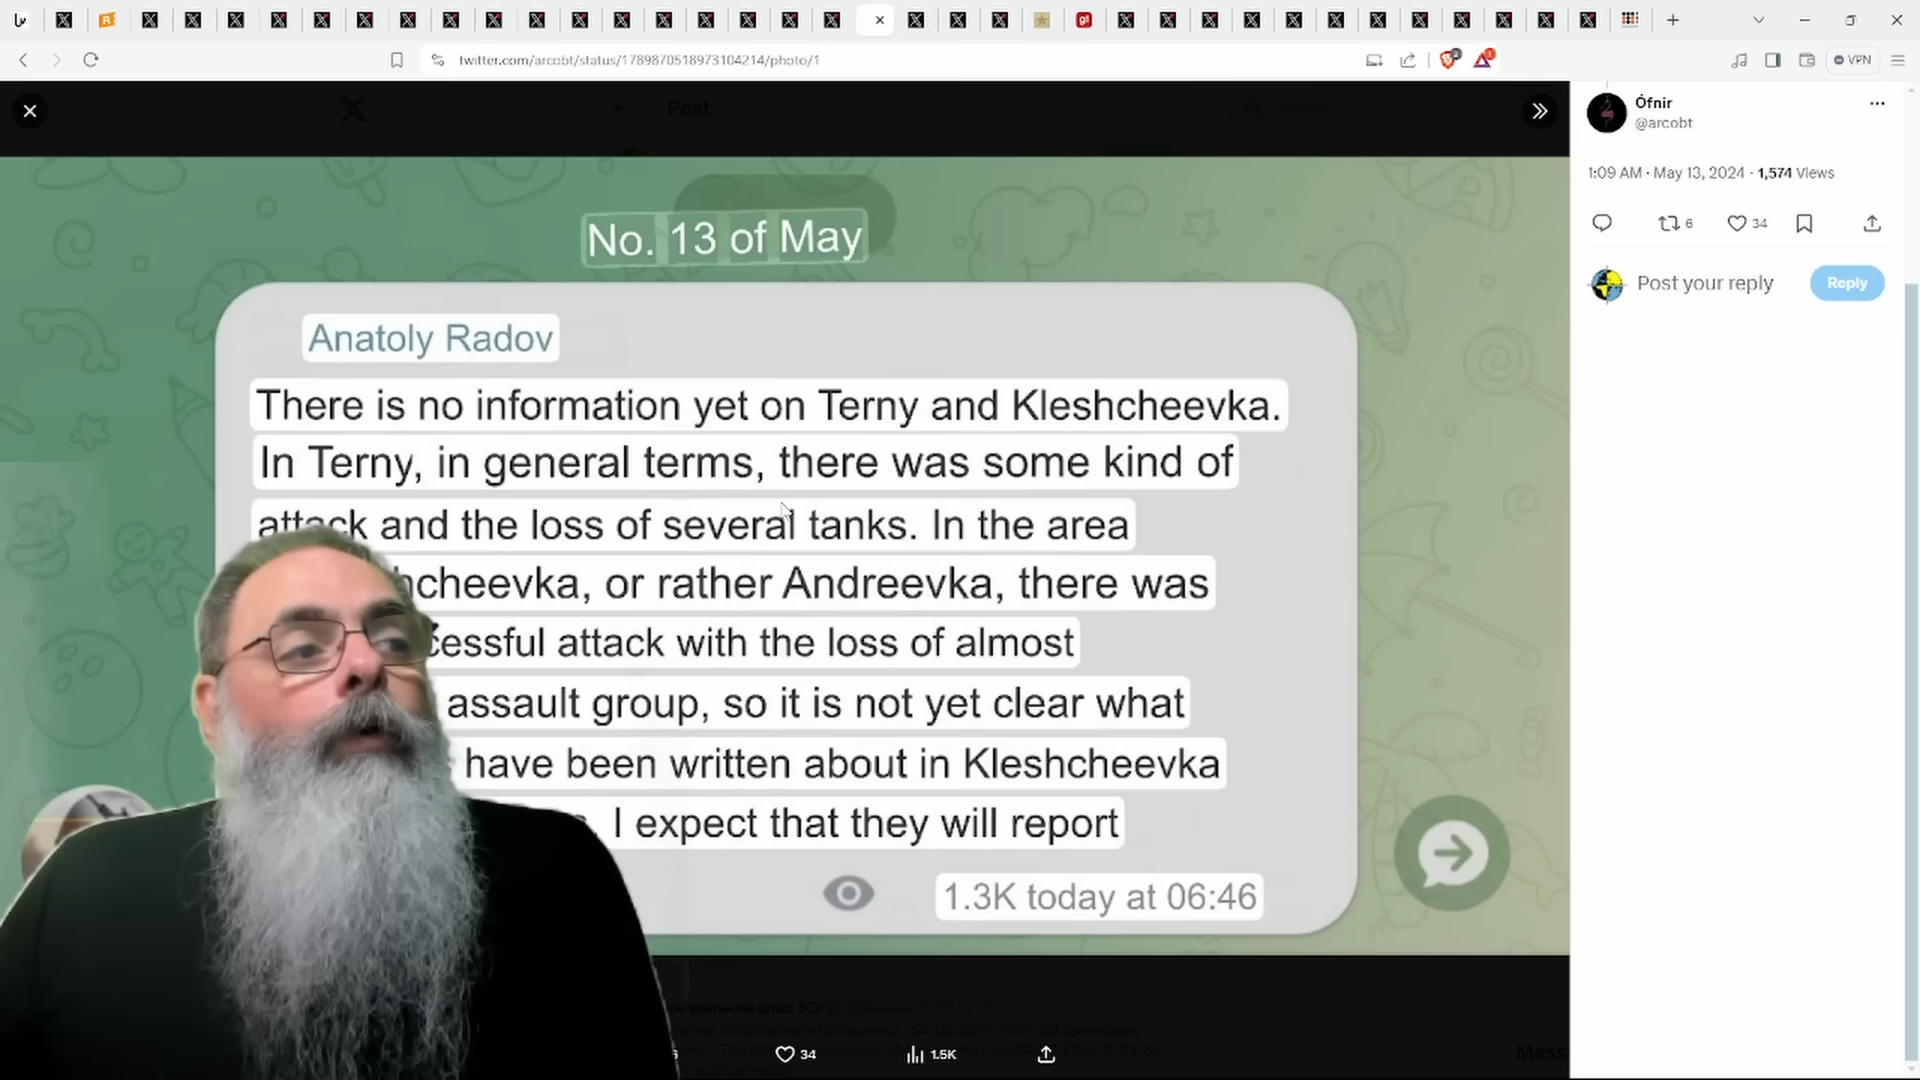 twitter.com/arcobt/status/1789870518973104214/photo/1
VPN
Post
Ófnir
@arcobt
1:09 AM · May 13, 2024 · 1,574 Views
6
34
Post your reply
Reply
No. 13 of May
Anatoly Radov
There is no information yet on Terny and Kleshcheevka.
In Terny, in general terms, there was some kind of
attack and the loss of several tanks. In the area
hcheevka, or rather Andreevka, there was
cessful attack with the loss of almost
assault group, so it is not yet clear what
have been written about in Kleshcheevka
. I expect that they will report
1.3K today at 06:46
34
1.5K
Mess